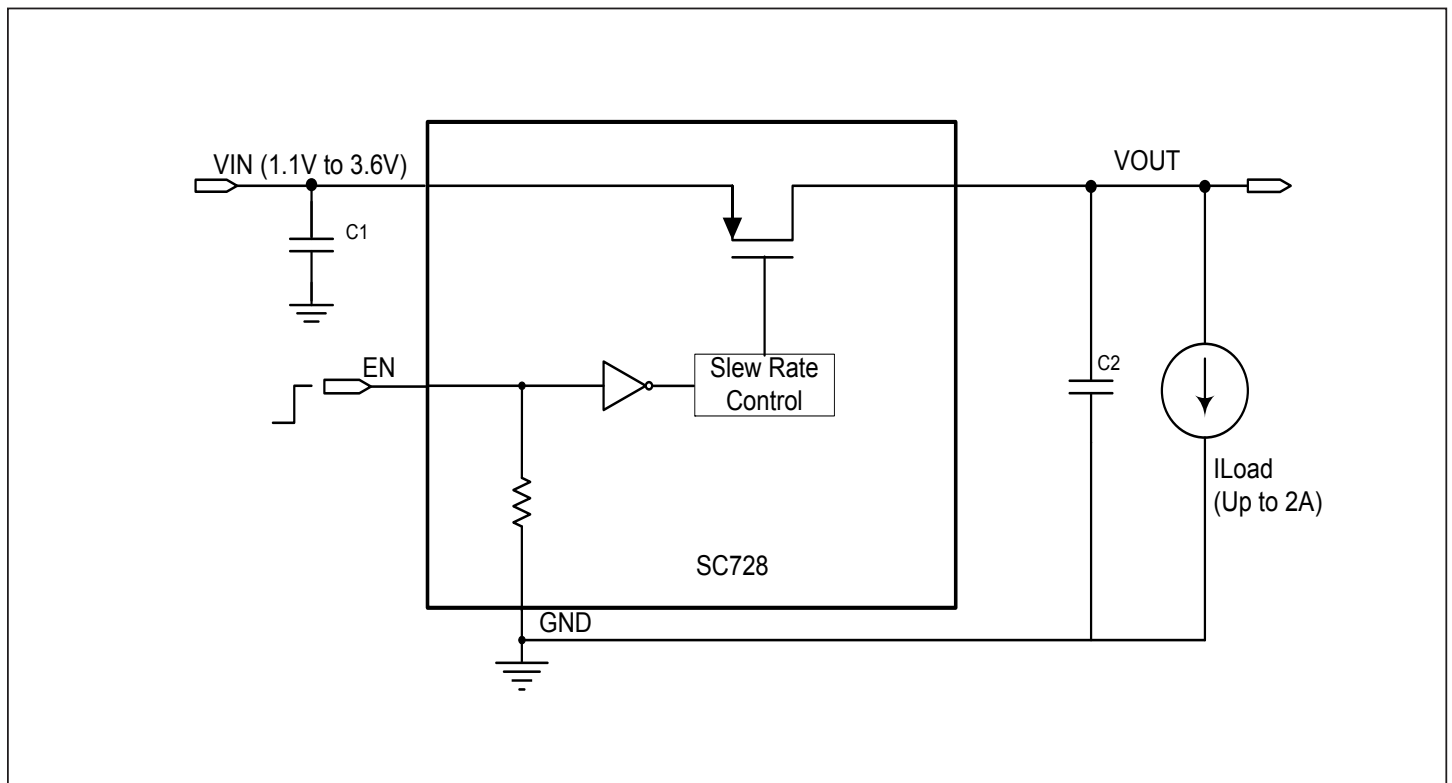 VIN (1.1V to 3.6V)
VOUT
C1
EN
Slew Rate
Control
C2
ILoad
(Up to 2A)
SC728
GND